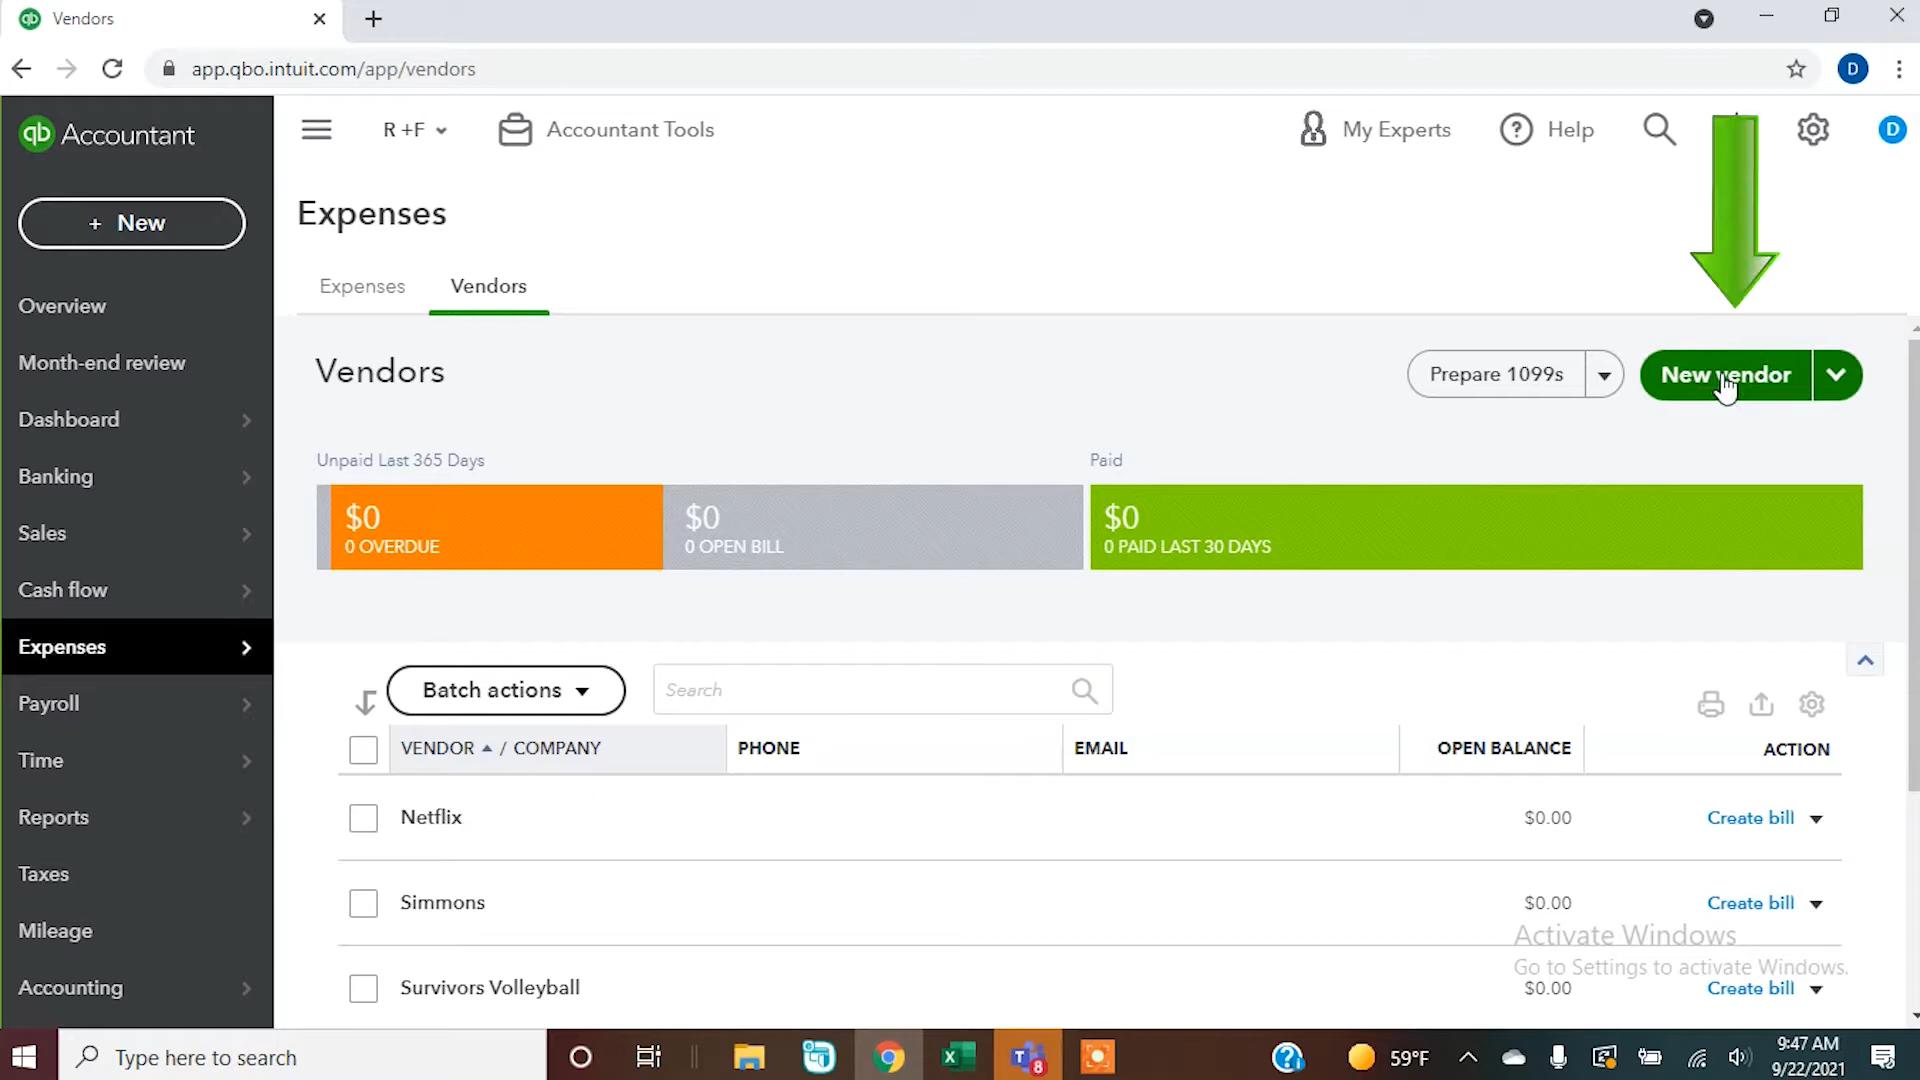 Vendors
app.qbo.intuit.com/app/vendors
D
qb Accountant
R +F
Accountant Tools
My Experts
Help
D
+ New
Expenses
Expenses
Vendors
Overview
Month-end review
Dashboard
Banking
Sales
Cash flow
Expenses
Payroll
Time
Reports
Taxes
Mileage
Accounting
Vendors
Prepare 1099s
New vendor
Unpaid Last 365 Days
Paid
$0
0 OVERDUE
$0
0 OPEN BILL
$0
0 PAID LAST 30 DAYS
Batch actions
Search
VENDOR / COMPANY
PHONE
EMAIL
OPEN BALANCE
ACTION
Netflix
$0.00
Create bill
Simmons
$0.00
Create bill
Survivors Volleyball
$0.00
Create bill
Activate Windows
Go to Settings to activate Windows.
Type here to search
8
59°F
9:47 AM
9/22/2021